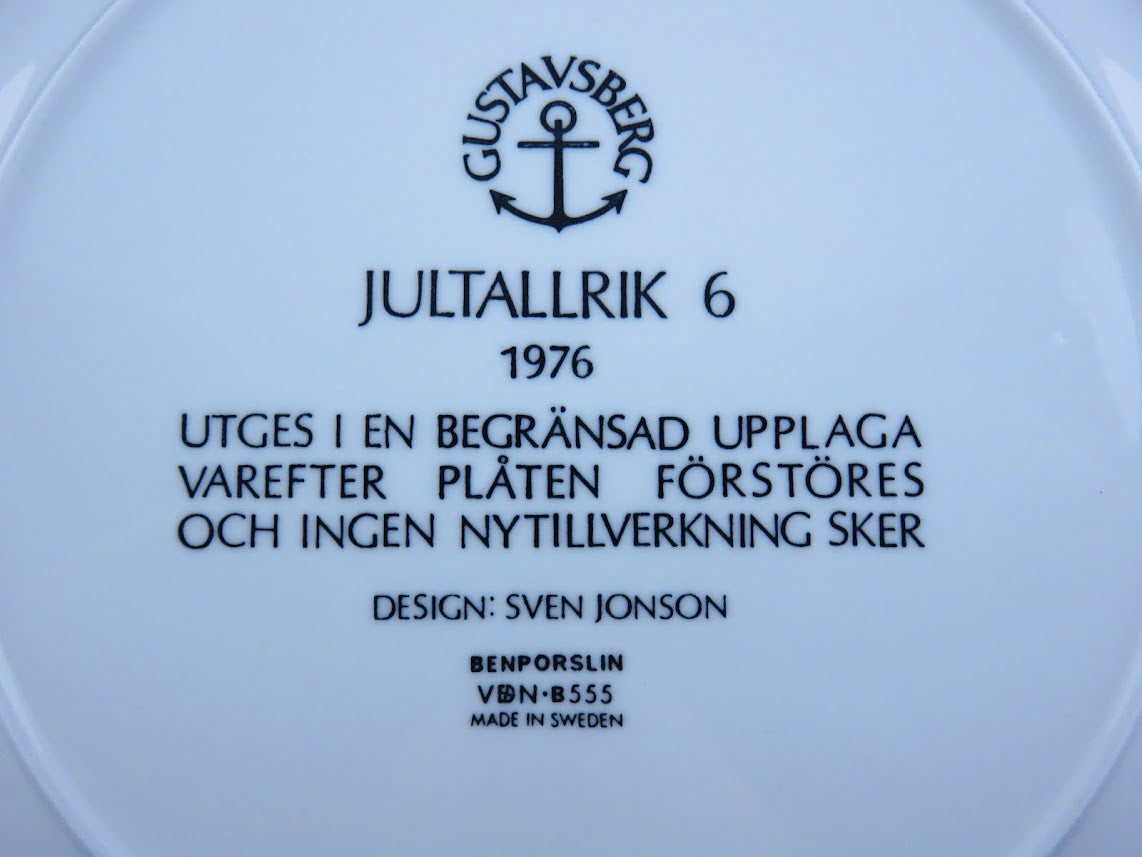 GUSTAVSBERG
JULTALLRIK 6
1976
UTGES I EN BEGRÄNSAD UPPLAGA
VAREFTER PLÅTEN FÖRSTÖRES
OCH INGEN NYTILLVERKNING SKER
DESIGN: SVEN JONSON
BENPORSLIN
VDN·B555
MADE IN SWEDEN